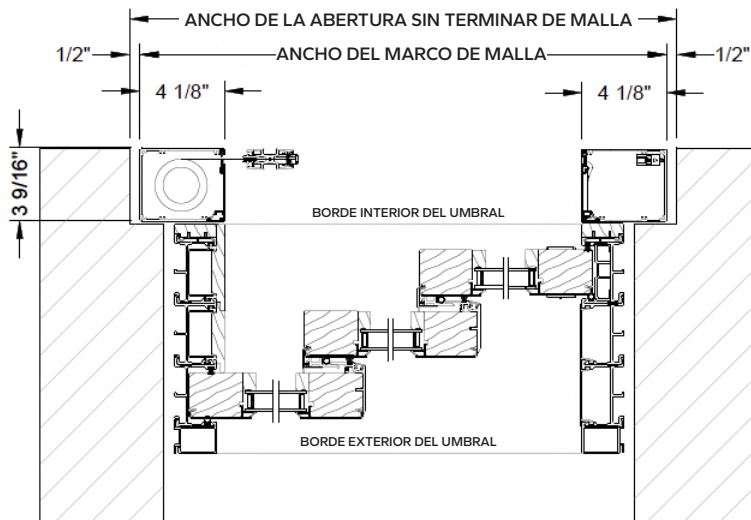 ANCHO DE LA ABERTURA SIN TERMINAR DE MALLA
1/2" ANCHO DEL MARCO DE MALLA 1/2"
4 1/8" 4 1/8"
3 9/16"
BORDE INTERIOR DEL UMBRAL
BORDE EXTERIOR DEL UMBRAL